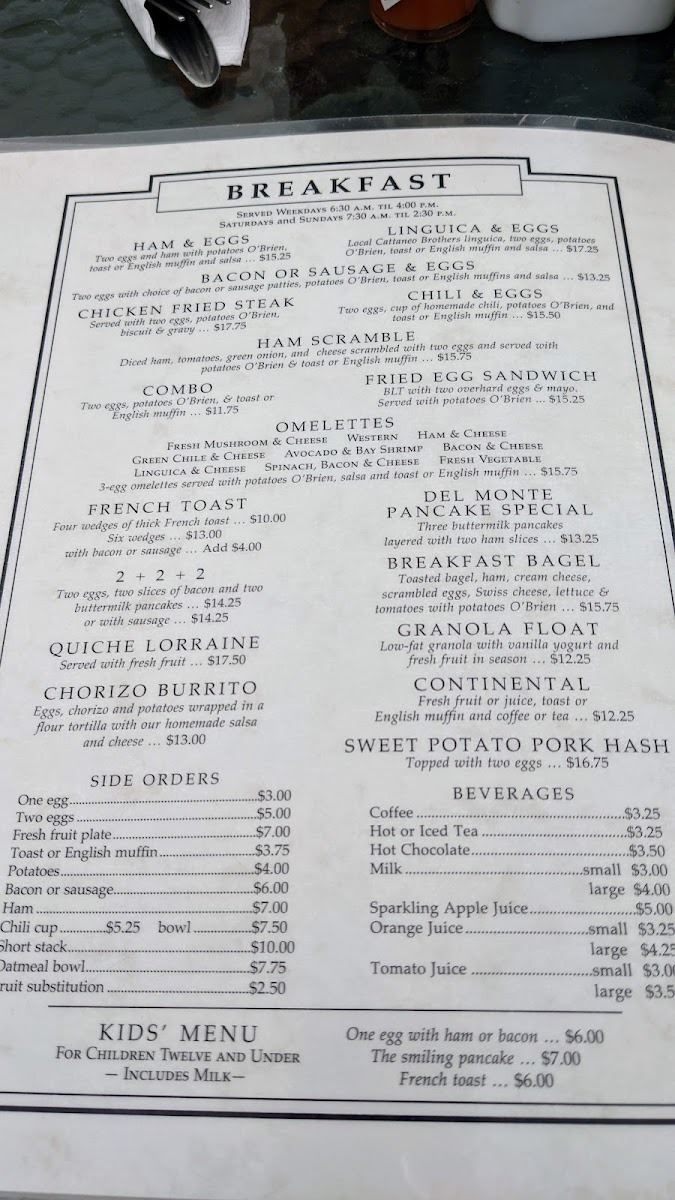 BREAKFAST
SERVED WEEKDAYS 6:30 A.M. TIL 4:00 P.M.
SATURDAYS and SUNDAYS 7:30 A.M. TIL 2:30 P.M.
HAM & EGGS
Two eggs and ham with potatoes O'Brien,
toast or English muffin and salsa ... $15.25
LINGUICA & EGGS
Local Cattaneo Brothers linguica, two eggs, potatoes
O'Brien, toast or English muffin and salsa ... $17.25
BACON OR SAUSAGE & EGGS
Two eggs with choice of bacon or sausage patties, potatoes O'Brien, toast or English muffins and salsa ... $13.25
CHICKEN FRIED STEAK
Served with two eggs, potatoes O'Brien,
biscuit & gravy ... $17.75
CHILI & EGGS
Two eggs, cup of homemade chili, potatoes O'Brien, and
toast or English muffin ... $15.50
HAM SCRAMBLE
Diced ham, tomatoes, green onion, and cheese scrambled with two eggs and served with
potatoes O'Brien & toast or English muffin ... $15.75
COMBO
Two eggs, potatoes O'Brien, & toast or
English muffin ... $11.75
FRIED EGG SANDWICH
BLT with two overhard eggs & mayo.
Served with potatoes O'Brien ... $15.25
OMELETTES
FRESH MUSHROOM & CHEESE WESTERN HAM & CHEESE
GREEN CHILE & CHEESE AVOCADO & BAY SHRIMP BACON & CHEESE
LINGUICA & CHEESE SPINACH, BACON & CHEESE FRESH VEGETABLE
3-egg omelettes served with potatoes O'Brien, salsa and toast or English muffin ... $15.75
FRENCH TOAST
Four wedges of thick French toast ... $10.00
Six wedges ... $13.00
with bacon or sausage ... Add $4.00
2 + 2 + 2
Two eggs, two slices of bacon and two
buttermilk pancakes ... $14.25
or with sausage ... $14.25
QUICHE LORRAINE
Served with fresh fruit ... $17.50
CHORIZO BURRITO
Eggs, chorizo and potatoes wrapped in a
flour tortilla with our homemade salsa
and cheese ... $13.00
DEL MONTE
PANCAKE SPECIAL
Three buttermilk pancakes
layered with two ham slices ... $13.25
BREAKFAST BAGEL
Toasted bagel, ham, cream cheese,
scrambled eggs, Swiss cheese, lettuce &
tomatoes with potatoes O'Brien ... $15.75
GRANOLA FLOAT
Low-fat granola with vanilla yogurt and
fresh fruit in season ... $12.25
CONTINENTAL
Fresh fruit or juice, toast or
English muffin and coffee or tea ... $12.25
SWEET POTATO PORK HASH
Topped with two eggs ... $16.75
SIDE ORDERS
One egg...$3.00
Two eggs...$5.00
Fresh fruit plate...$7.00
Toast or English muffin...$3.75
Potatoes...$4.00
Bacon or sausage...$6.00
Ham...$7.00
Chili cup...$5.25 bowl...$7.50
Short stack...$10.00
Oatmeal bowl...$7.75
ruit substitution...$2.50
BEVERAGES
Coffee...$3.25
Hot or Iced Tea...$3.25
Hot Chocolate...$3.50
Milk...small $3.00
large $4.00
Sparkling Apple Juice...$5.00
Orange Juice...small $3.25
large $4.25
Tomato Juice...small $3.0
large $3.5
KIDS' MENU
FOR CHILDREN TWELVE AND UNDER
— INCLUDES MILK—
One egg with ham or bacon ... $6.00
The smiling pancake ... $7.00
French toast ... $6.00